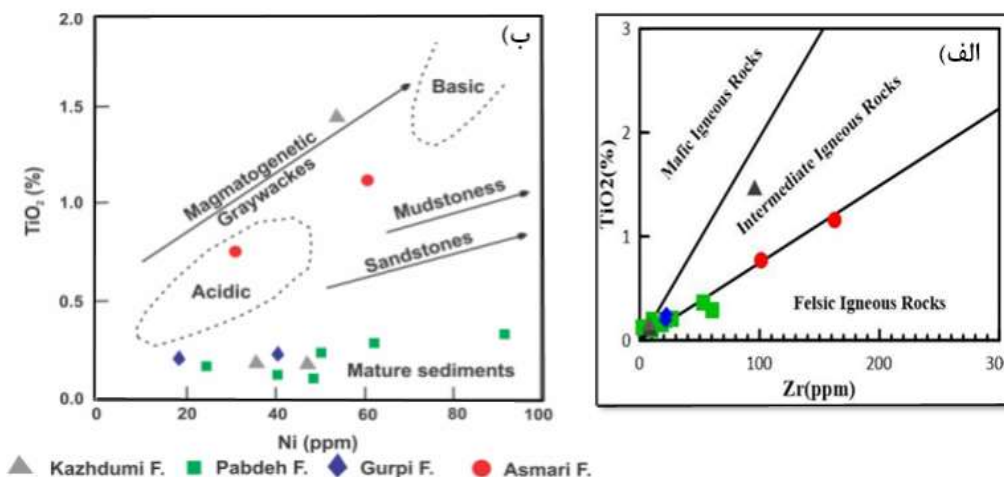 ب)
2.0
1.5
1.0
0.5
0.0
TiO₂ (%)
Basic
Magmatogenetic
Graywackes
Mudstoness
Sandstones
Acidic
Mature sediments
0 20 40 60 80 100
Ni (ppm)
الف)
3
2
1
0
TiO2(%)
Mafic Igneous Rocks
Intermediate Igneous Rocks
Felsic Igneous Rocks
0 100 200 300
Zr(ppm)
Kazhdumi F. Pabdeh F. Gurpi F. Asmari F.